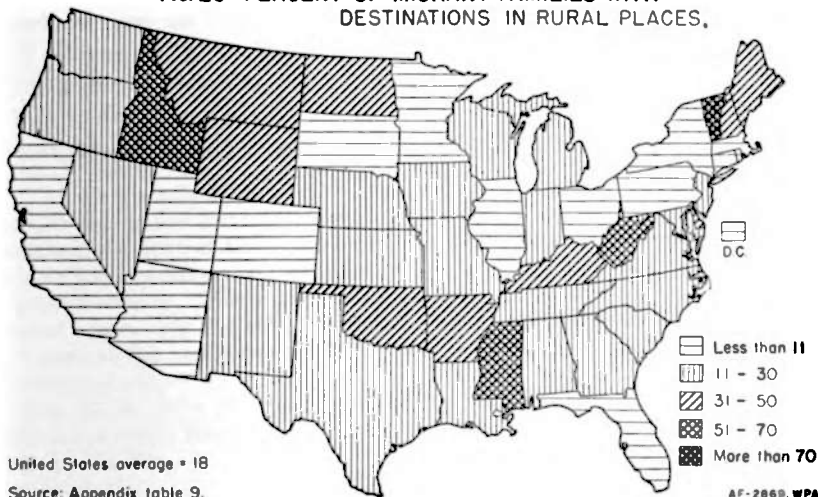 DESTINATIONS IN RURAL PLACES.
D.C.
Less than 11
11 - 30
31 - 50
51 - 70
More than 70
United States average = 18
Source: Appendix table 9.
AF-2869, WPA